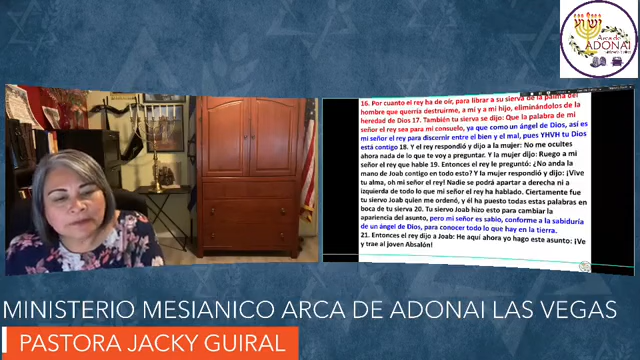 Arca de
ADONAI
16. Por cuanto el rey ha de oír, para librar a su sierva de la palma del
hombre que querría destruirme, a mí y a mi hijo, eliminándolos de la
heredad de Dios 17. También tu sierva se dijo: Que la palabra de mi
señor el rey sea para mi consuelo, ya que como un ángel de Dios, así es
mi señor el rey para discernir entre el bien y el mal, pues YHVH tu Dios
está contigo 18. Y el rey respondió y dijo a la mujer: No me ocultes
ahora nada de lo que te voy a preguntar. Y la mujer dijo: Ruego a mi
señor el rey que hable 19. Entonces el rey le preguntó: ¿No anda la
mano de Joab contigo en todo esto? Y la mujer respondió y dijo: ¡Vive
tu alma, oh mi señor el rey! Nadie se podrá apartar a derecha ni a
izquierda de todo lo que mi señor el rey ha hablado. Ciertamente fue
tu siervo Joab quien me ordenó, y él ha puesto todas estas palabras en
boca de tu sierva 20. Tu siervo Joab hizo esto para cambiar la
apariencia del asunto, pero mi señor es sabio, conforme a la sabiduría
de un ángel de Dios, para conocer todo lo que hay en la tierra.
21. Entonces el rey dijo a Joab: He aquí ahora yo hago este asunto: ¡Ve
y trae al joven Absalón!
MINISTERIO MESIANICO ARCA DE ADONAI LAS VEGAS
PASTORA JACKY GUIRAL